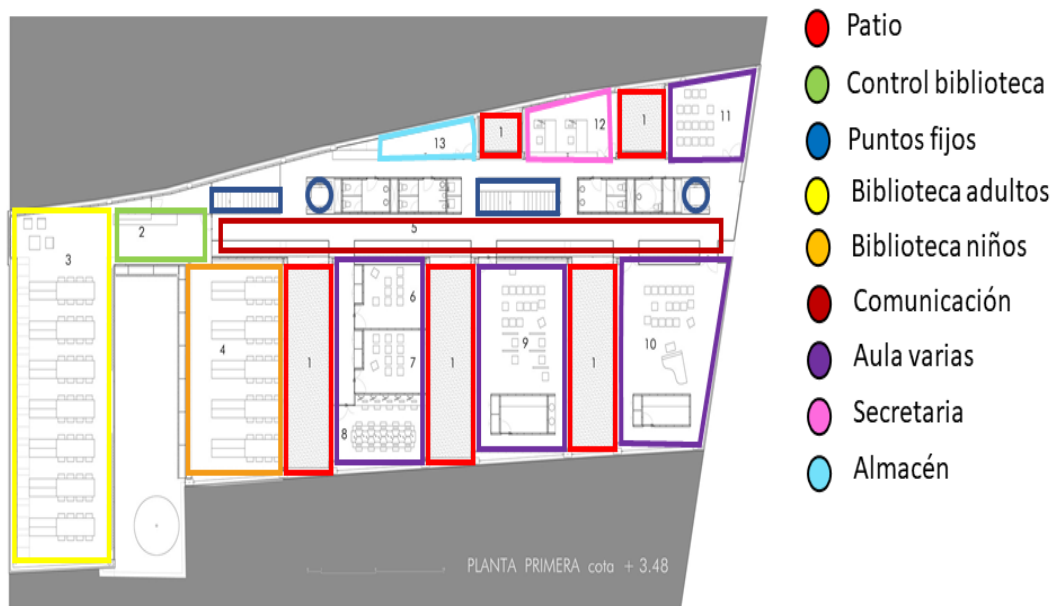 Patio
Control biblioteca
Puntos fijos
Biblioteca adultos
Biblioteca niños
Comunicación
Aula varias
Secretaria
Almacén
11
1
12
1
13
5
2
3
6
4
1
7
1
9
1
10
8
PLANTA PRIMERA cota + 3.48